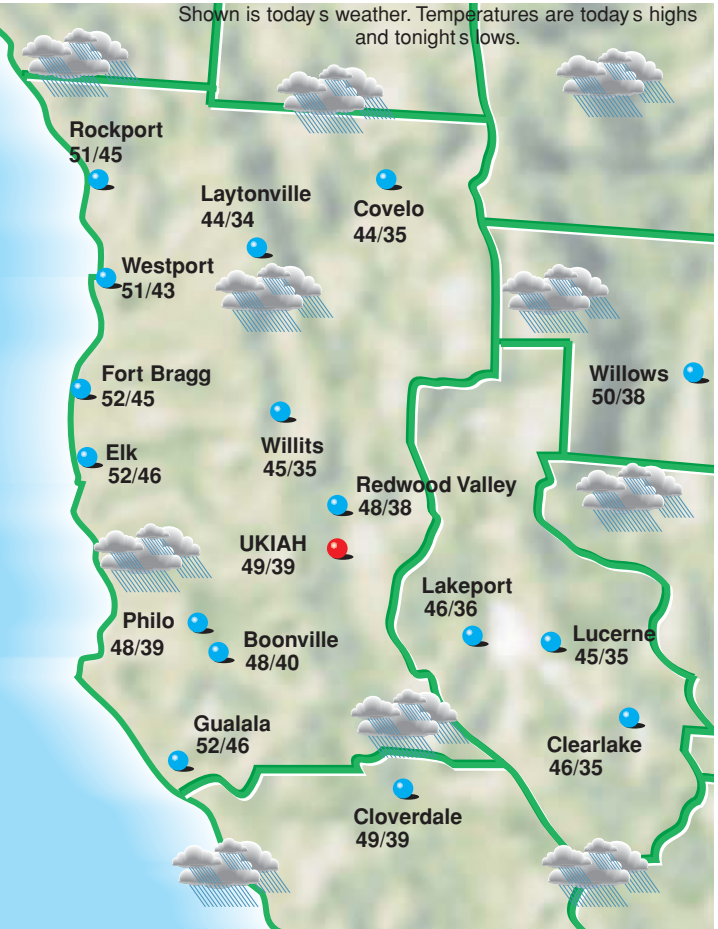 Shown is today s weather. Temperatures are today s highs
and tonight s lows.
Rockport
51/45
Laytonville
44/34
Covelo
44/35
Westport
51/43
Fort Bragg
52/45
Willows
50/38
Elk
52/46
Willits
45/35
Redwood Valley
48/38
UKIAH
49/39
Lakeport
46/36
Philo
48/39
Boonville
48/40
Lucerne
45/35
Gualala
52/46
Clearlake
46/35
Cloverdale
49/39